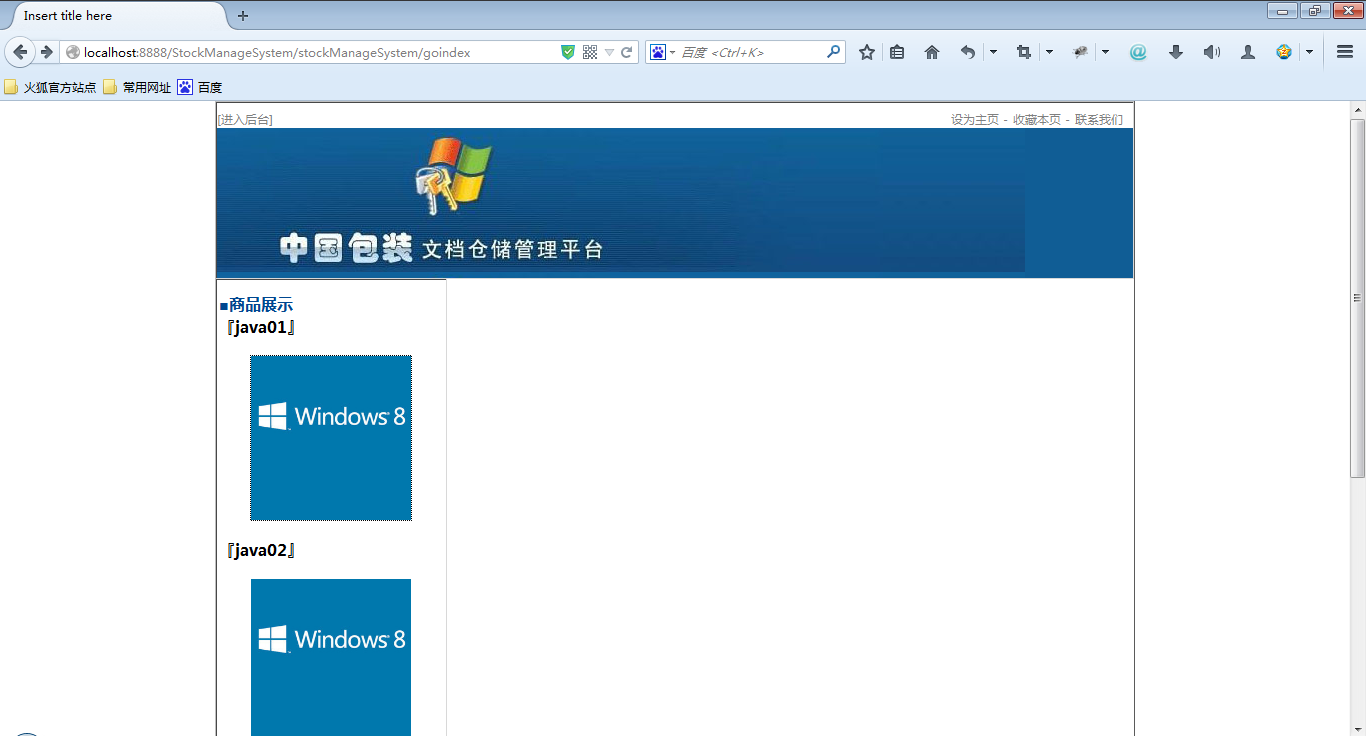 Insert title here
localhost:8888/StockManageSystem/stockManageSystem/goindex
百度 <Ctrl+K>
火狐官方站点 常用网址 百度
[进入后台] 设为主页 - 收藏本页 - 联系我们
中国包装 文档仓储管理平台
■商品展示
『java01』
Windows 8
『java02』
Windows 8